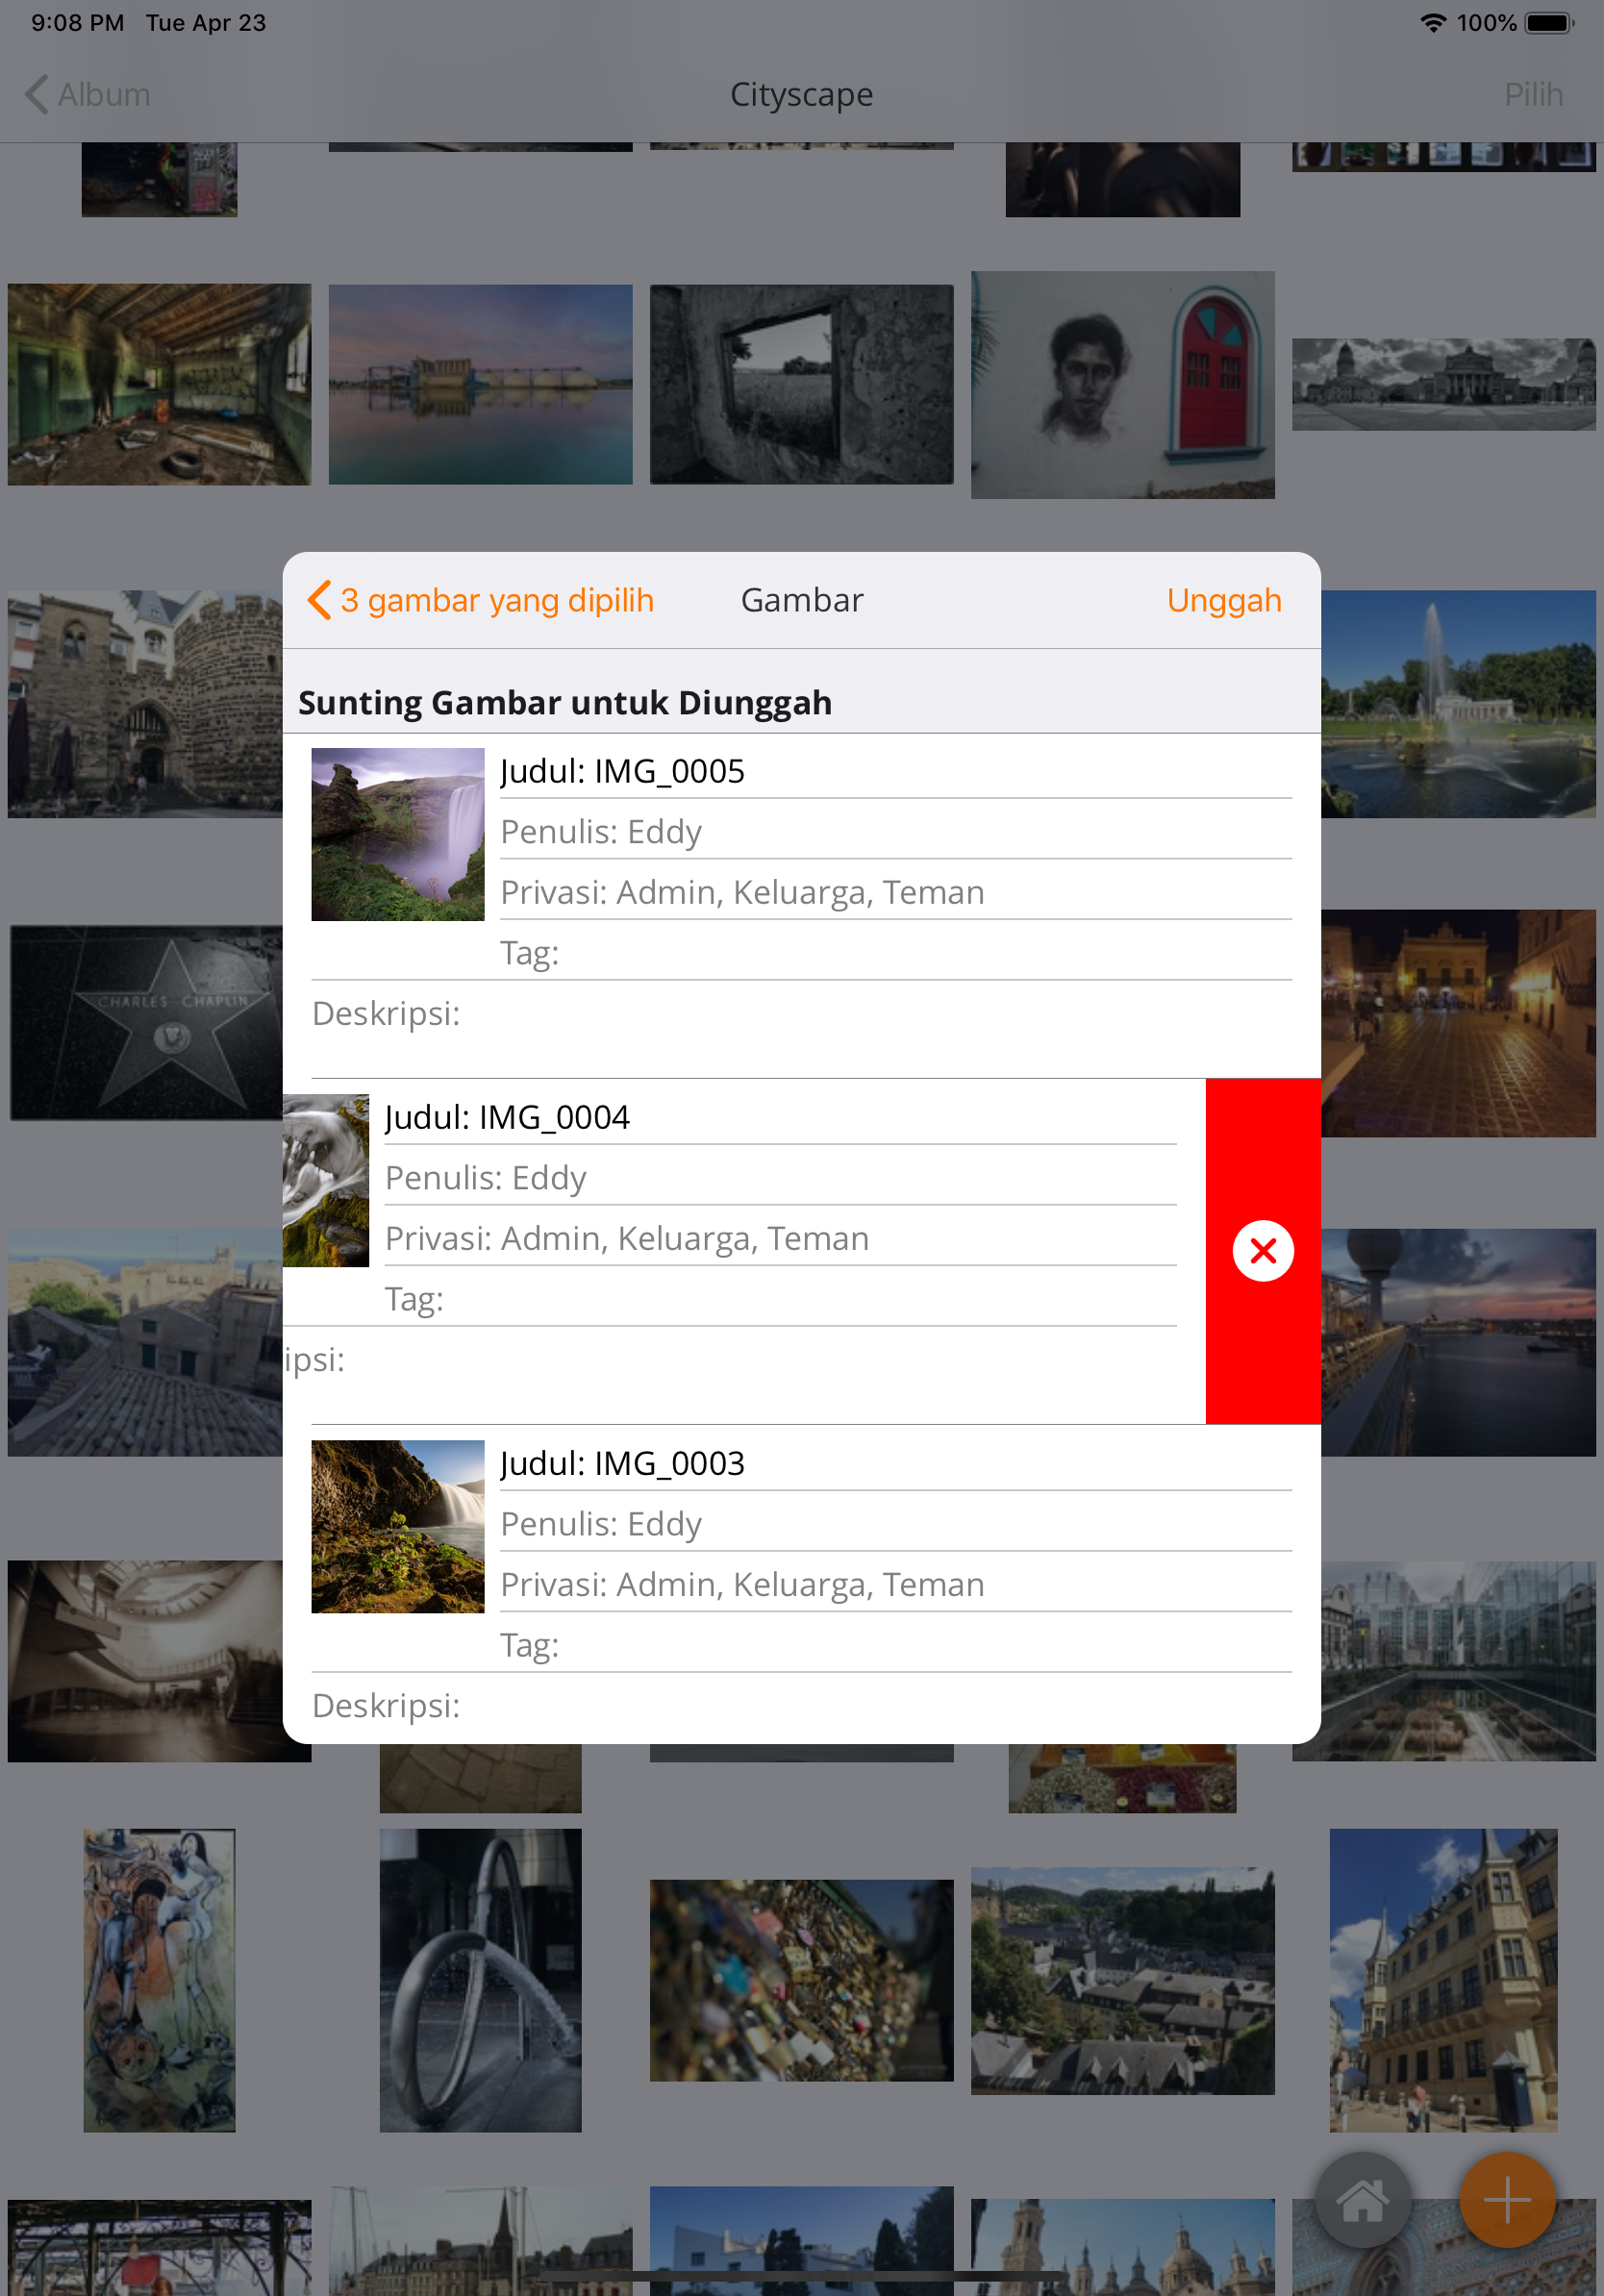 9:08 PM Tue Apr 23 100%
Album Cityscape Pilih
3 gambar yang dipilih Gambar Unggah
Sunting Gambar untuk Diunggah
Judul: IMG_0005
Penulis: Eddy
Privasi: Admin, Keluarga, Teman
Tag:
Deskripsi:
CHARLES CHAPLIN
Judul: IMG_0004
Penulis: Eddy
Privasi: Admin, Keluarga, Teman
Tag:
ipsi:
Judul: IMG_0003
Penulis: Eddy
Privasi: Admin, Keluarga, Teman
Tag:
Deskripsi: